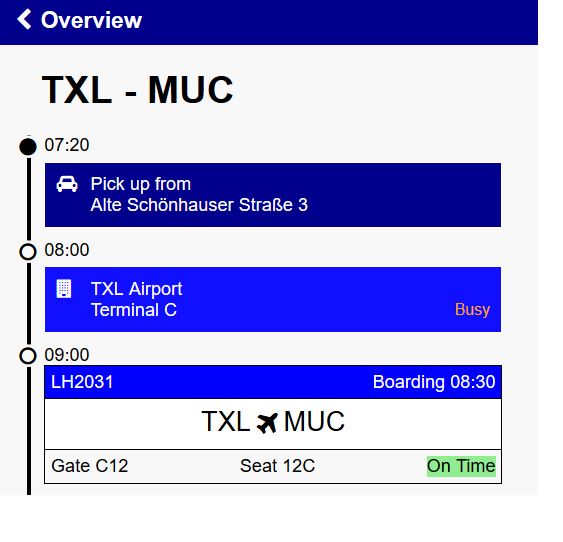 Overview
TXL - MUC
07:20
Pick up from
Alte Schönhauser Straße 3
08:00
TXL Airport
Terminal C
Busy
09:00
LH2031 Boarding 08:30
TXL MUC
Gate C12 Seat 12C On Time